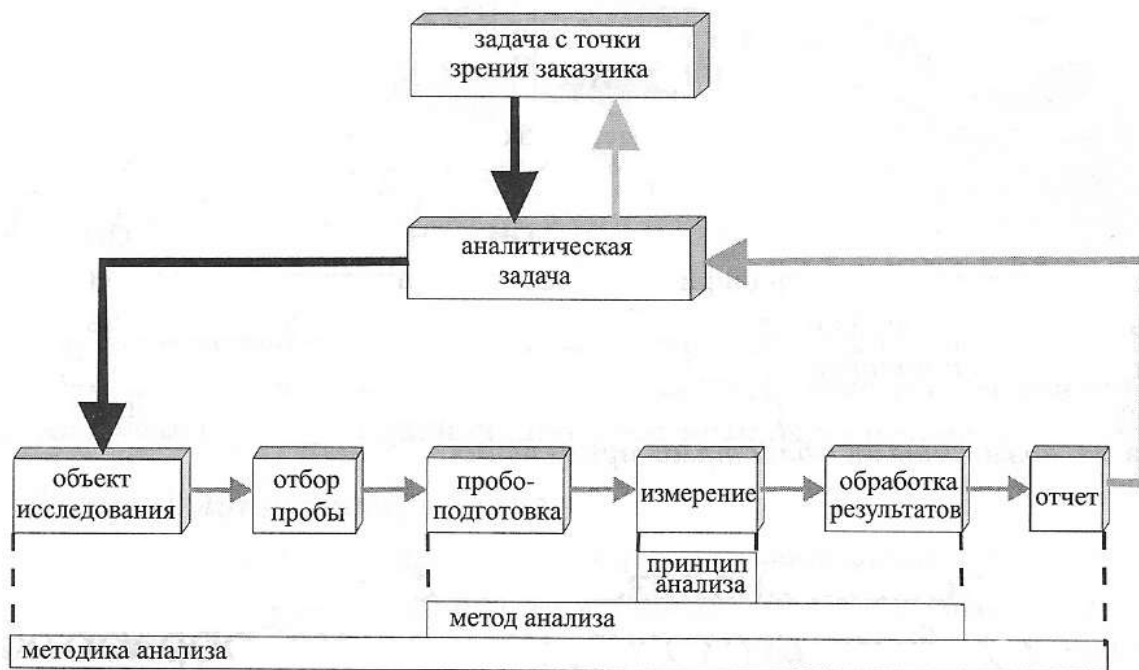 задача с точки
зрения заказчика
аналитическая
задача
объект
исследования
отбор
пробы
пробо-
подготовка
измерение
обработка
результатов
отчет
принцип
анализа
метод анализа
методика анализа